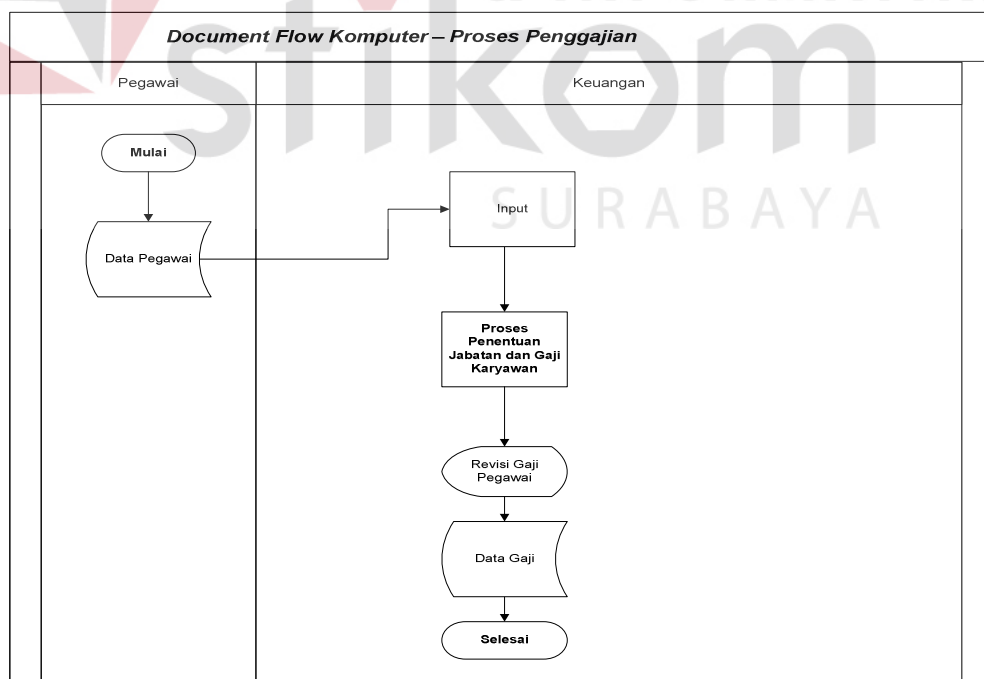 Document Flow Komputer – Proses Penggajian
Pegawai
Keuangan
Mulai
Data Pegawai
Input
Proses
Penentuan
Jabatan dan Gaji
Karyawan
Revisi Gaji
Pegawai
Data Gaji
Selesai
stikom
SURABAYA